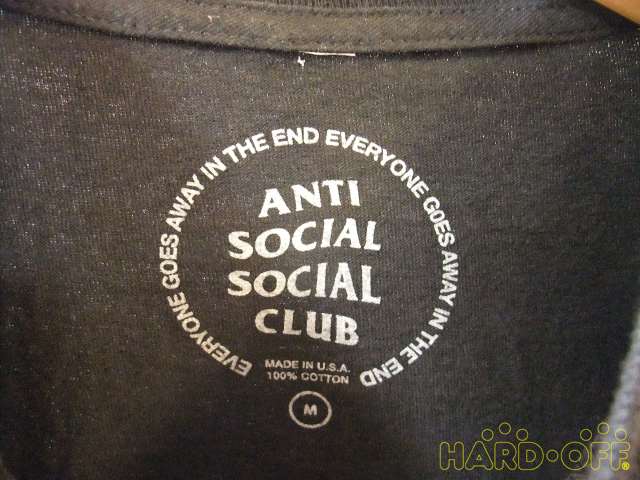 EVERYONE GOES AWAY IN THE END EVERYONE GOES AWAY IN THE END
ANTI
SOCIAL
SOCIAL
CLUB
MADE IN U.S.A.
100% COTTON
M
HARD-OFF